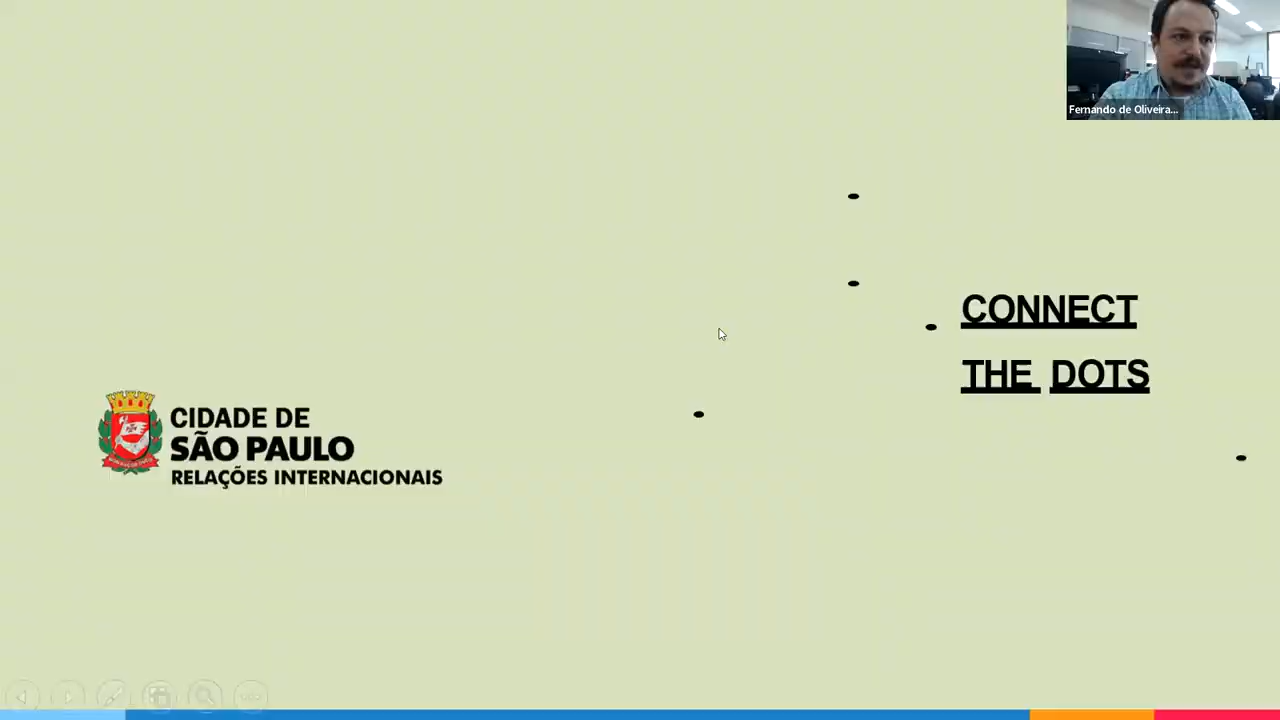 Fernando de Oliveira...
CONNECT
THE DOTS
CIDADE DE
SÃO PAULO
RELAÇÕES INTERNACIONAIS